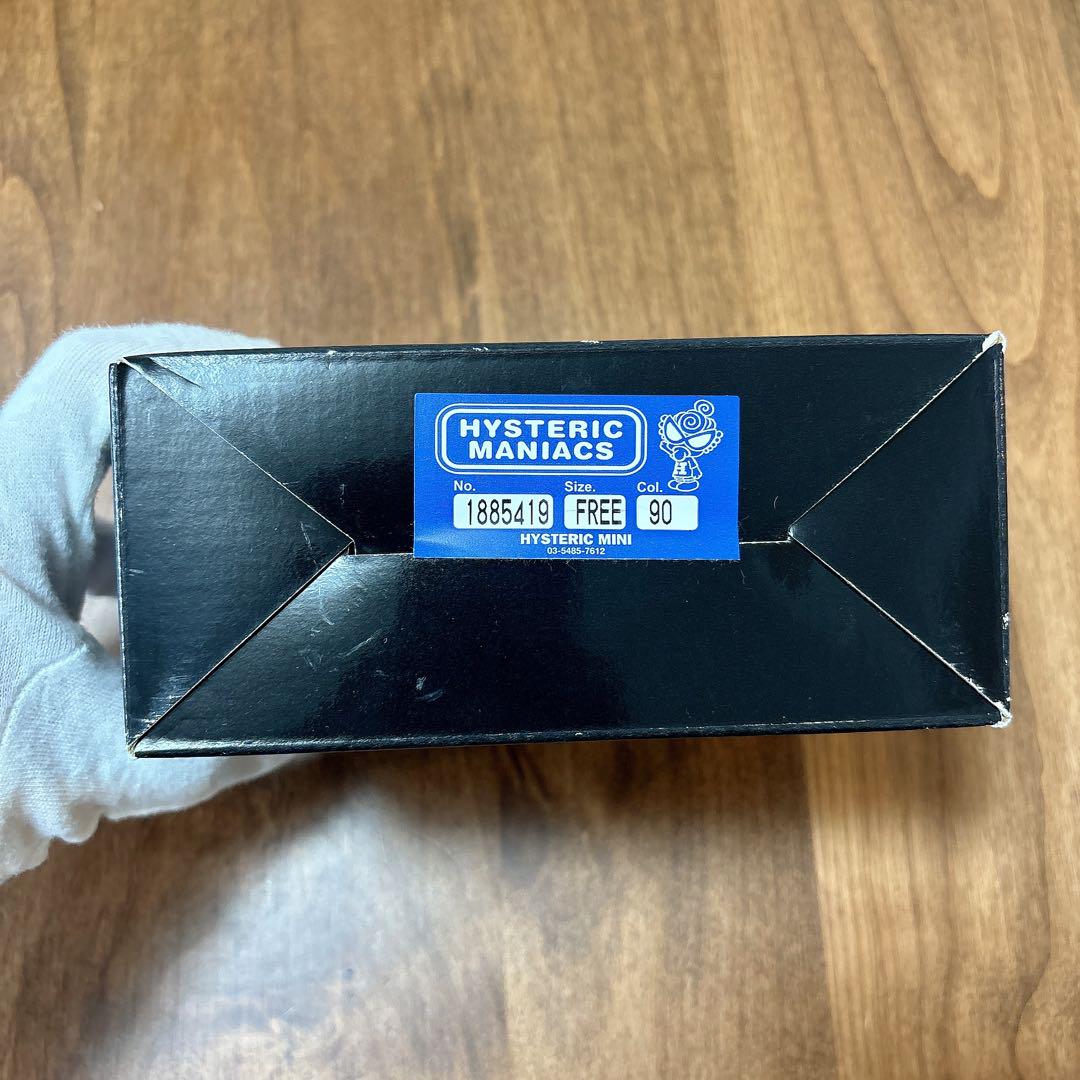 HYSTERIC
MANIACS
No. Size. Col.
1885419 FREE 90
HYSTERIC MINI
03-5485-7612